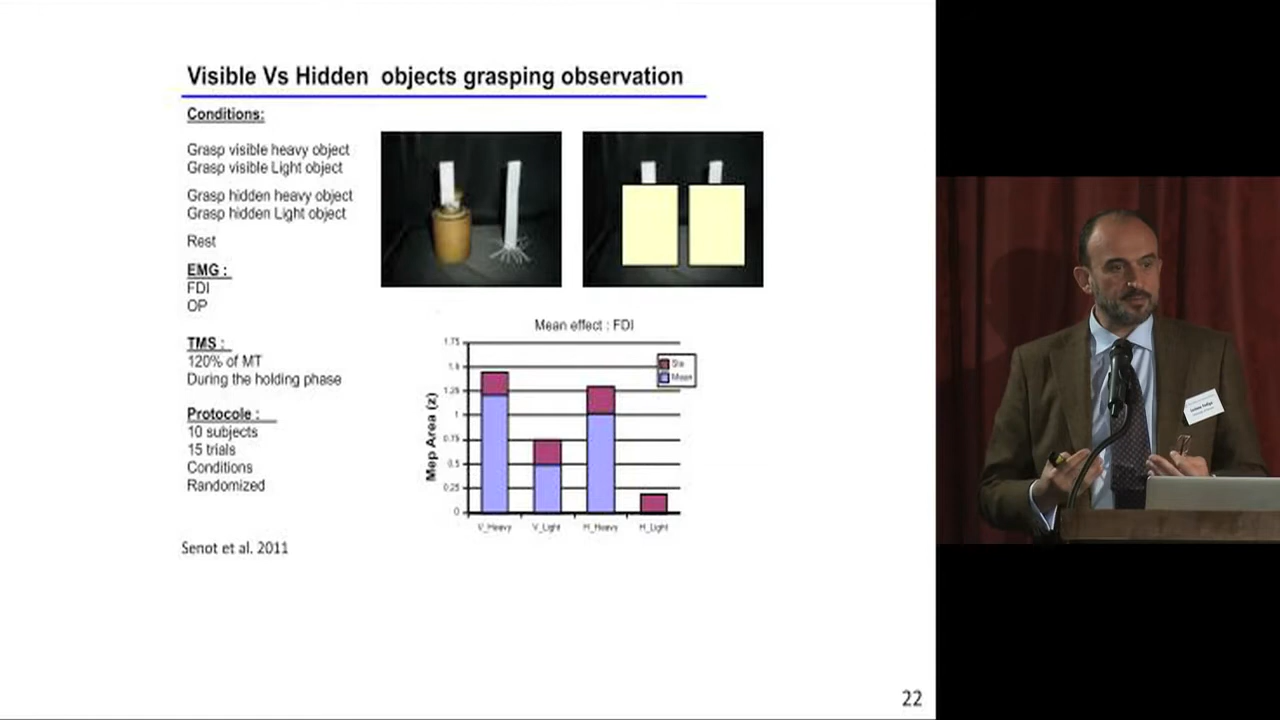 Visible Vs Hidden objects grasping observation
Conditions:
Grasp visible heavy object
Grasp visible Light object
Grasp hidden heavy object
Grasp hidden Light object
Rest
EMG :
FDI
OP
TMS :
120% of MT
During the holding phase
Protocole :
10 subjects
15 trials
Conditions
Randomized
Senot et al. 2011
Mean effect : FDI
Mep Area (z)
1.75
1.5
1.25
1
0.75
0.5
0.25
0
Ste
Mean
V_Heavy
V_Light
H_Heavy
H_Light
22